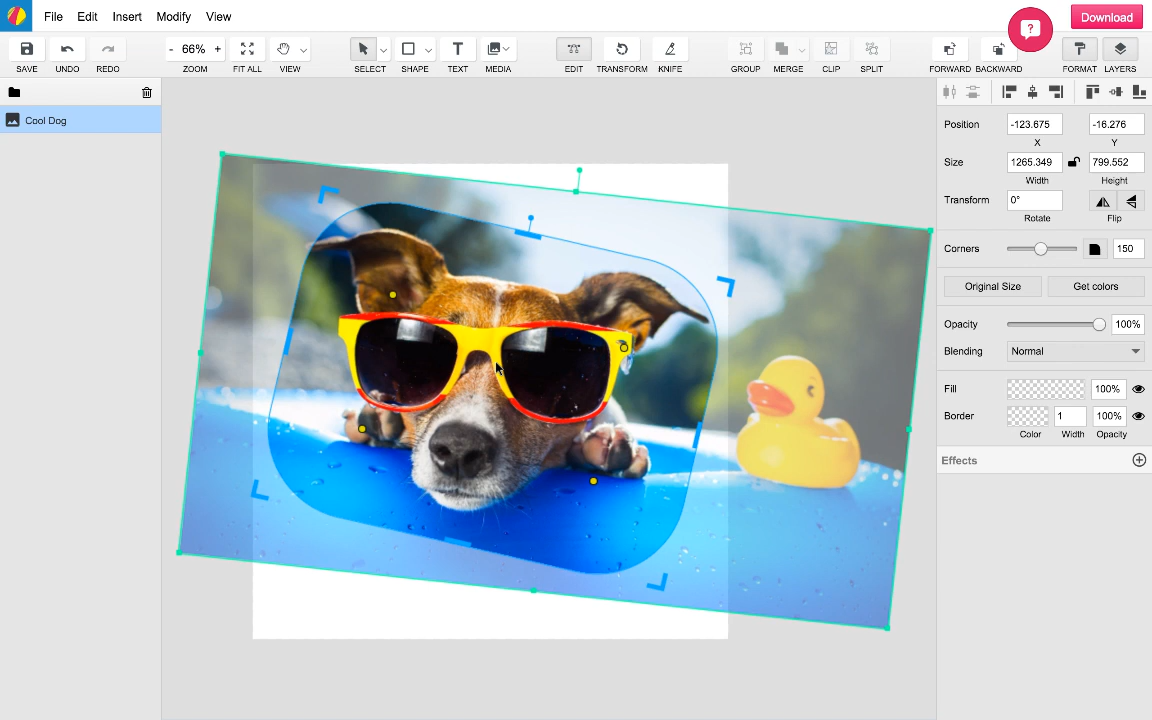 File Edit Insert Modify View
Download
- 66% +
SAVE UNDO REDO ZOOM FIT ALL VIEW SELECT SHAPE TEXT MEDIA EDIT TRANSFORM KNIFE GROUP MERGE CLIP SPLIT FORWARD BACKWARD FORMAT LAYERS
Cool Dog
Position -123.675 -16.276
X Y
Size 1265.349 799.552
Width Height
Transform 0°
Rotate Flip
Corners 150
Original Size Get colors
Opacity 100%
Blending Normal
Fill 100%
Border 1 100%
Color Width Opacity
Effects